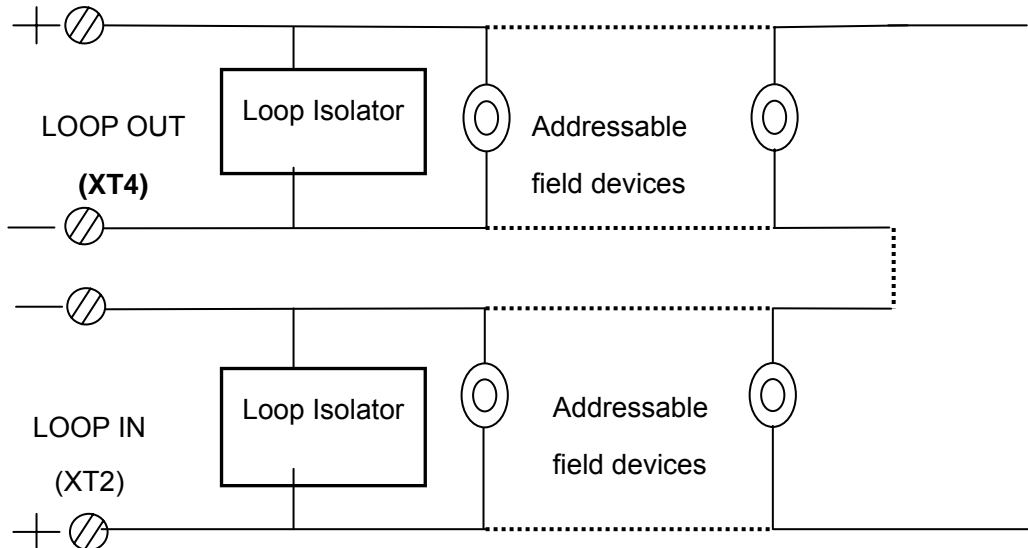 Loop Isolator
LOOP OUT
(XT4)
Addressable
field devices
Loop Isolator
LOOP IN
(XT2)
Addressable
field devices